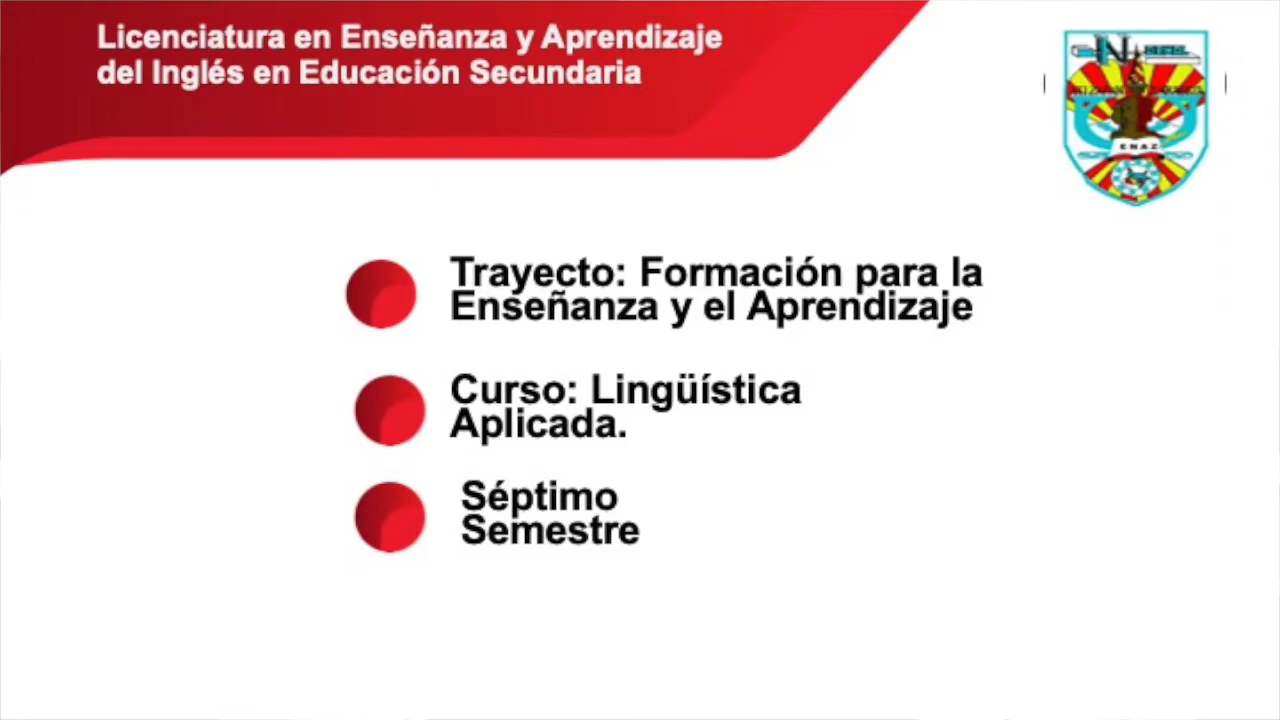 Licenciatura en Enseñanza y Aprendizaje
del Inglés en Educación Secundaria
ENAZ
Trayecto: Formación para la
Enseñanza y el Aprendizaje
Curso: Lingüística
Aplicada.
Séptimo
Semestre